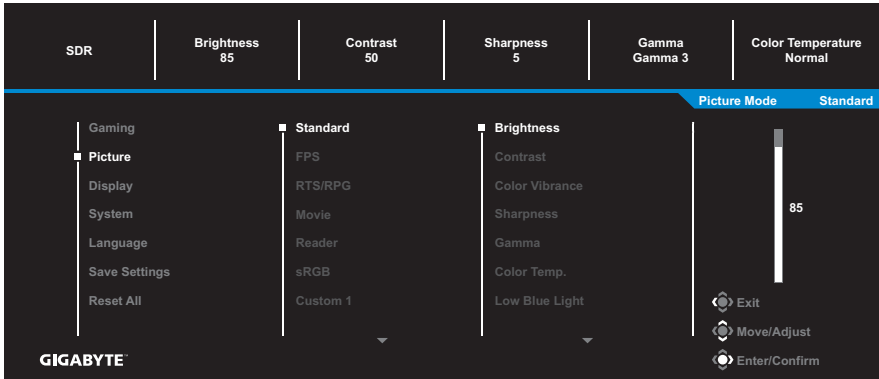 SDR
Brightness
85
Contrast
50
Sharpness
5
Gamma
Gamma 3
Color Temperature
Normal
Picture Mode Standard
Gaming
Picture
Display
System
Language
Save Settings
Reset All
Standard
FPS
RTS/RPG
Movie
Reader
sRGB
Custom 1
Brightness
Contrast
Color Vibrance
Sharpness
Gamma
Color Temp.
Low Blue Light
85
Exit
Move/Adjust
Enter/Confirm
GIGABYTE™